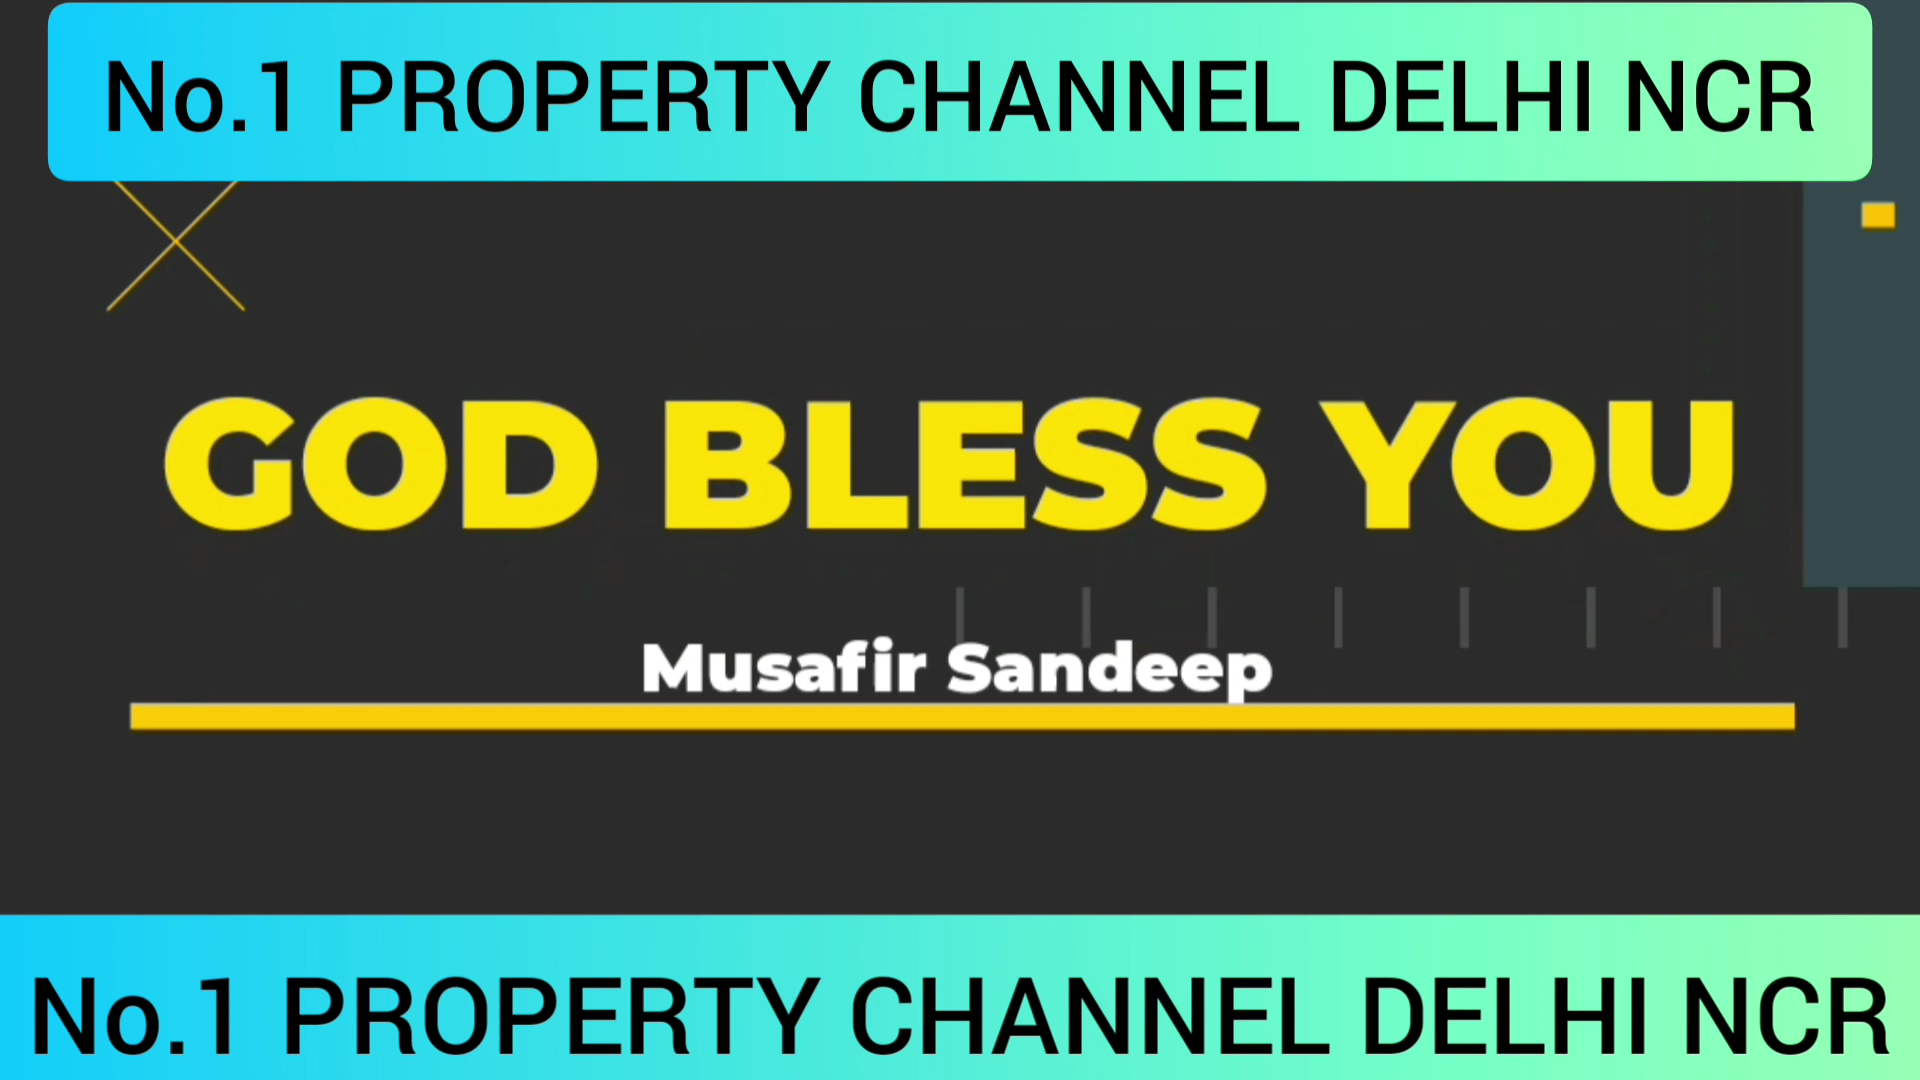 No.1 PROPERTY CHANNEL DELHI NCR
GOD BLESS YOU
Musafir Sandeep
No.1 PROPERTY CHANNEL DELHI NCR